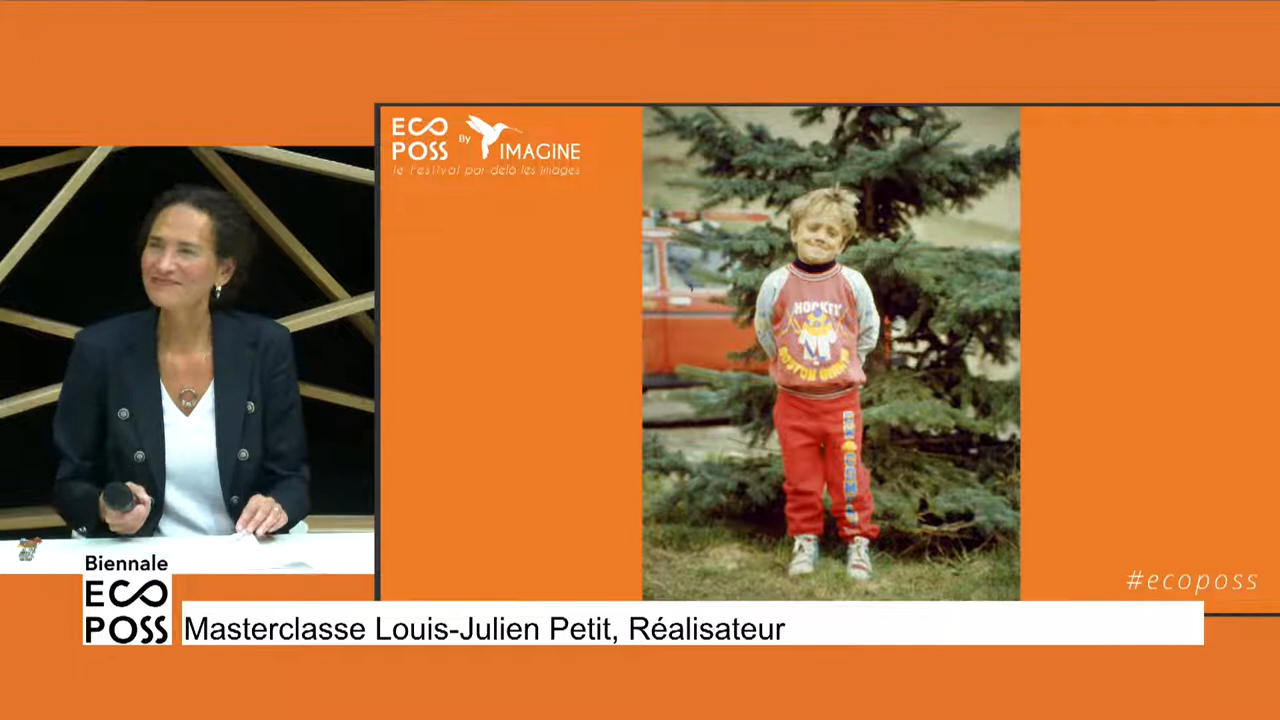 ECO
POSS
By
IMAGINE
le festival par-delà les images
HOCKEY
BOSTON
#ecoposs
Biennale
ECO
POSS
Masterclasse Louis-Julien Petit, Réalisateur